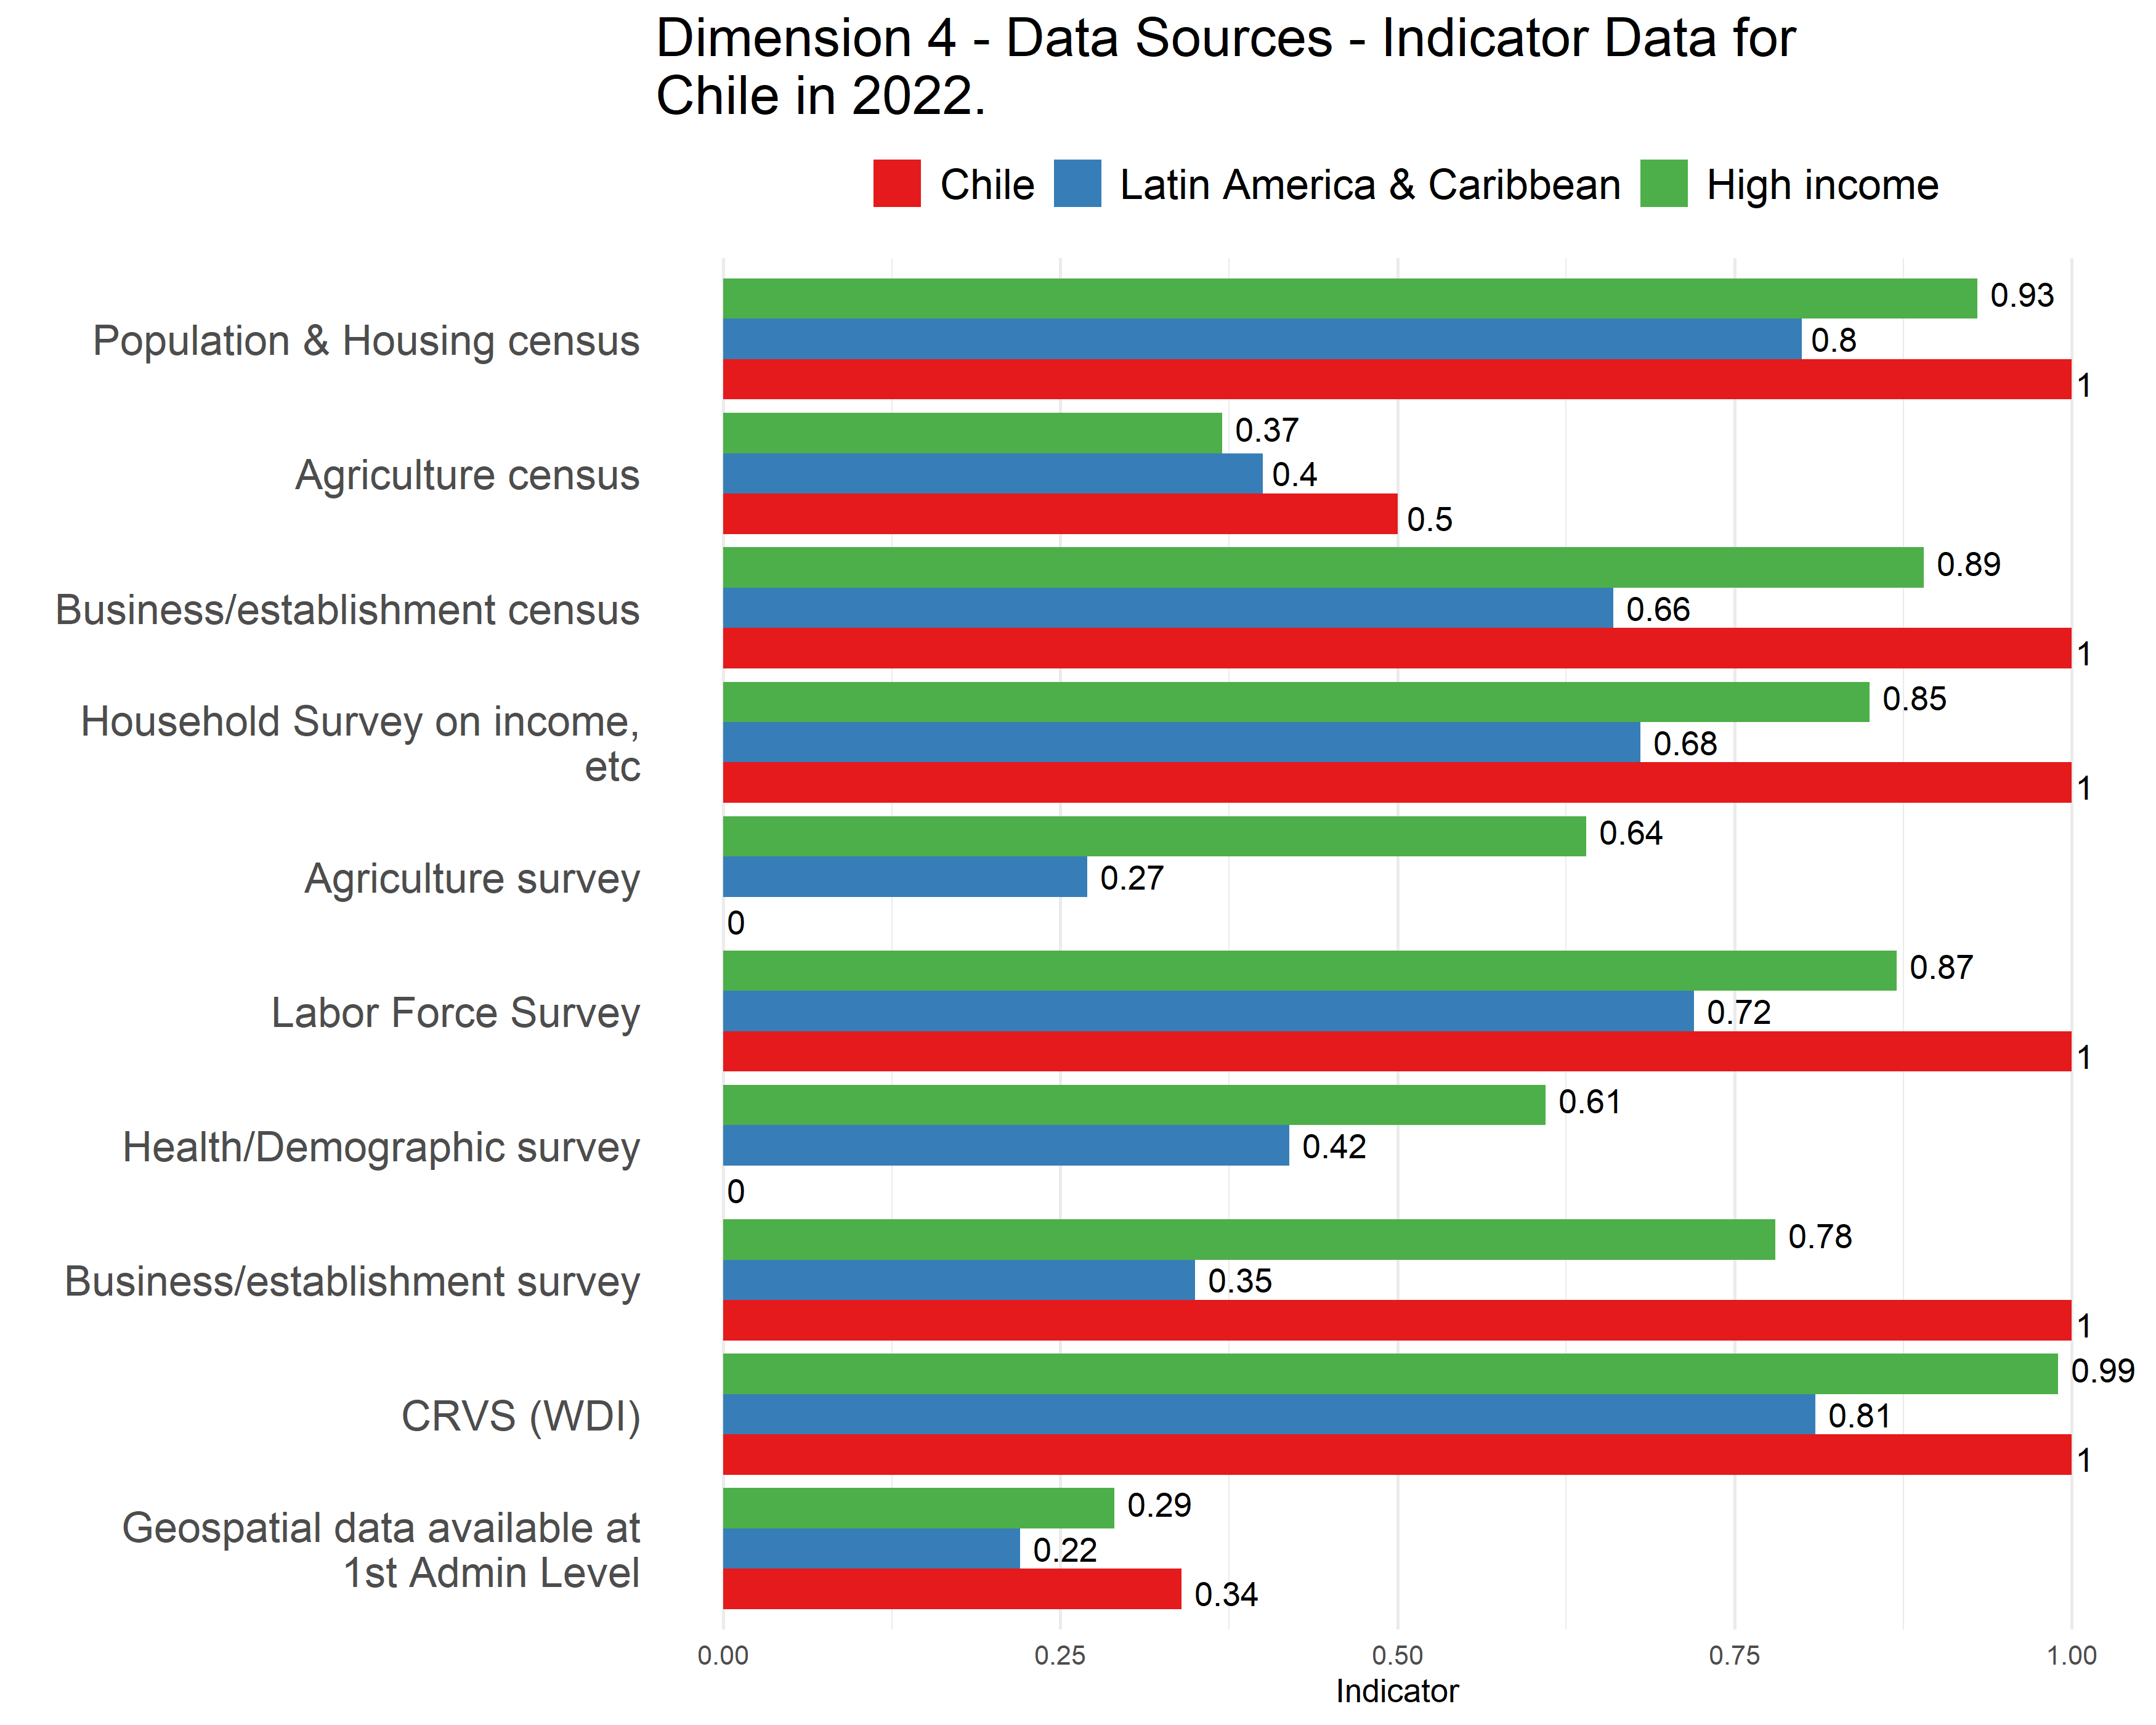 Dimension 4 - Data Sources - Indicator Data for
Chile in 2022.
Chile
Latin America & Caribbean
High income
Population & Housing census
0.93
0.8
1
Agriculture census
0.37
0.4
0.5
Business/establishment census
0.89
0.66
1
Household Survey on income,
etc
0.85
0.68
1
Agriculture survey
0.64
0.27
0
Labor Force Survey
0.87
0.72
1
Health/Demographic survey
0.61
0.42
0
Business/establishment survey
0.78
0.35
1
CRVS (WDI)
0.99
0.81
1
Geospatial data available at
1st Admin Level
0.29
0.22
0.34
0.00
0.25
0.50
0.75
1.00
Indicator